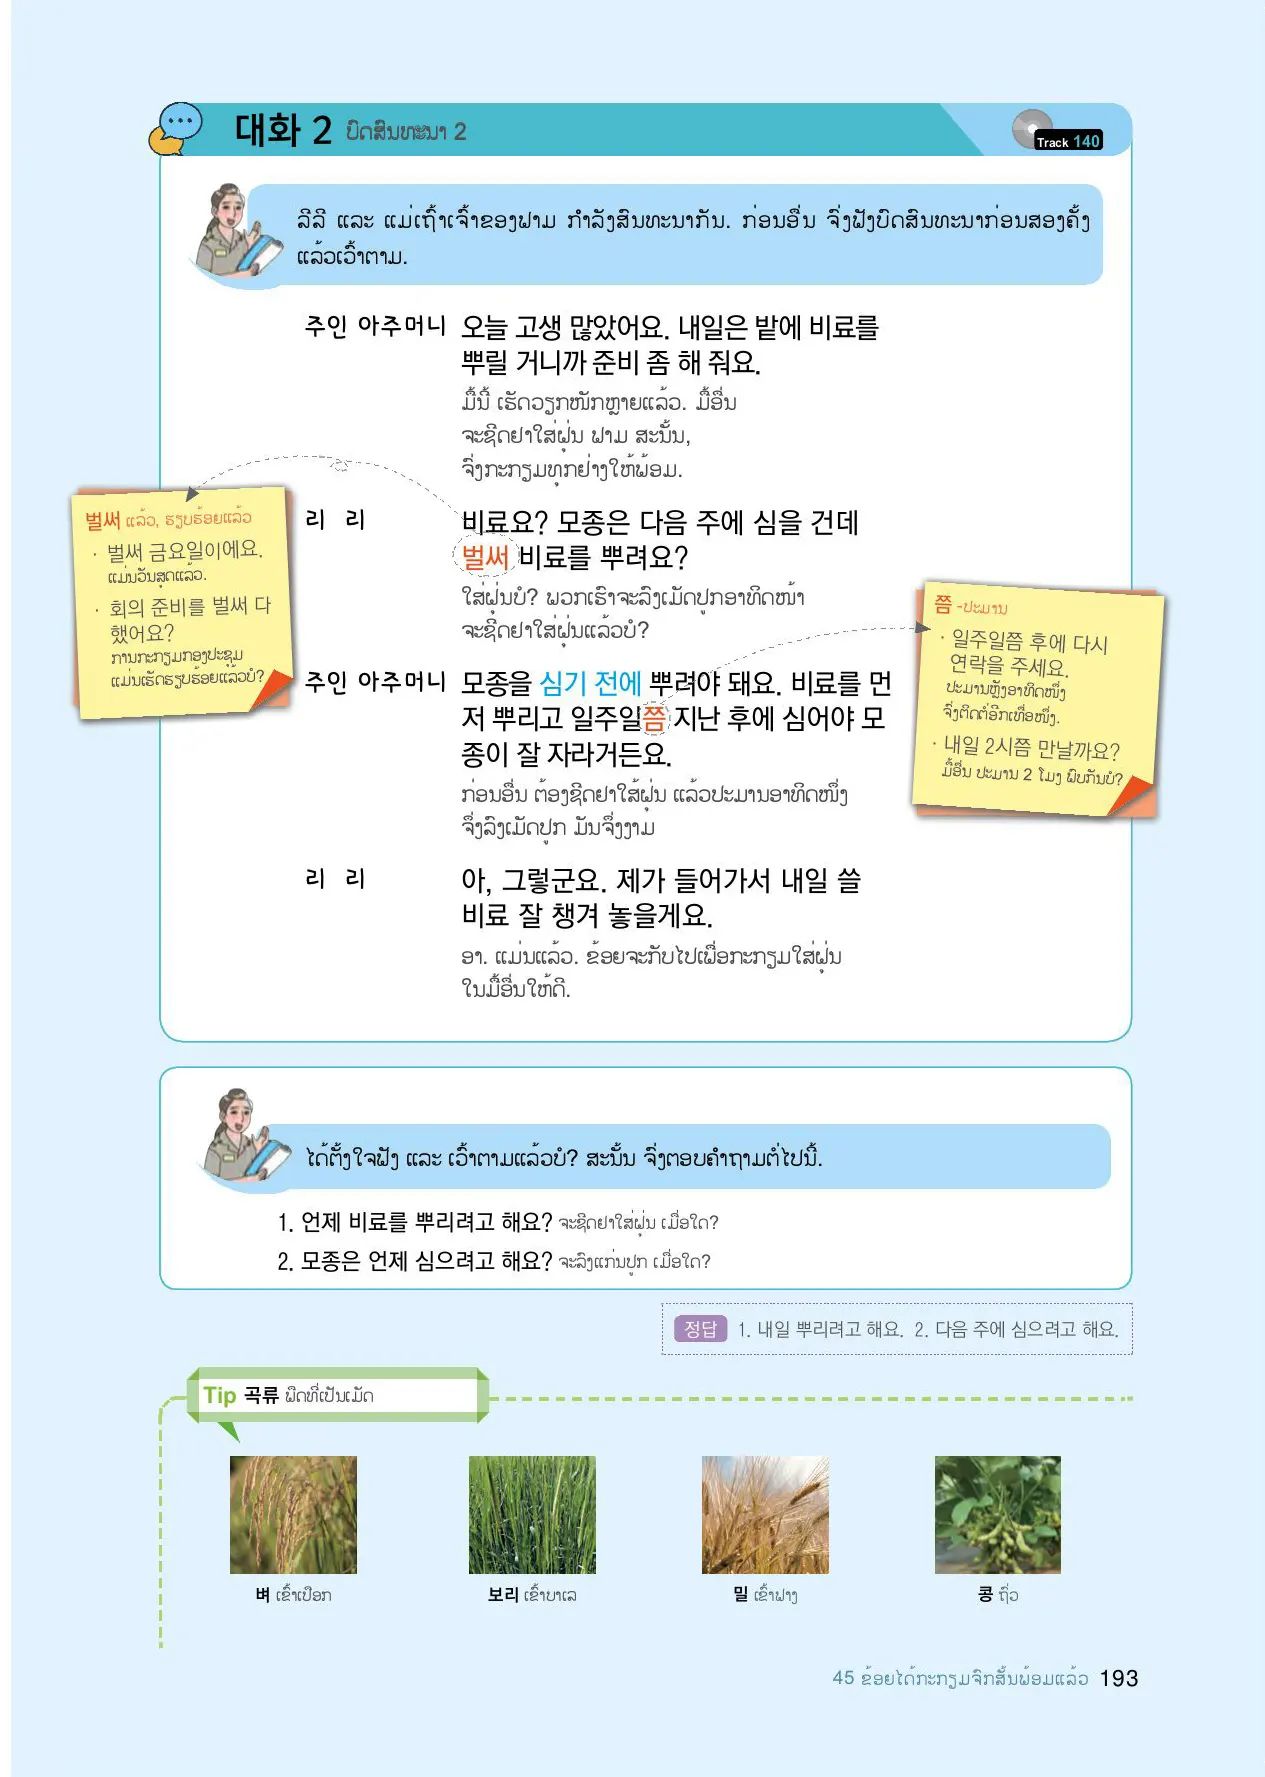 대화 2 ບົດສົນທະນາ 2
Track 140
ລີລີ ແລະ ແມ່ເຖົ້າເຈົ້າຂອງຟາມ ກຳລັງສົນທະນາກັນ. ກ່ອນອື່ນ ຈົ່ງຟັງບົດສົນທະນາກ່ອນສອງຄັ້ງ
ແລ້ວເວົ້າຕາມ.
주인 아주머니 오늘 고생 많았어요. 내일은 밭에 비료를
뿌릴 거니까 준비 좀 해 줘요.
ມື້ນີ້ ເຮັດວຽກໜັກຫຼາຍແລ້ວ. ມື້ອື່ນ
ຈະຊີດຢາໃສ່ຝຸ່ນ ຟາມ ສະນັ້ນ,
ຈົ່ງກະກຽມທຸກຢ່າງໃຫ້ພ້ອມ.
리 리 비료요? 모종은 다음 주에 심을 건데
벌써 비료를 뿌려요?
ໃສ່ຝຸ່ນບໍ? ພວກເຮົາຈະລົງເມັດປູກອາທິດໜ້າ
ຈະຊີດຢາໃສ່ຝຸ່ນແລ້ວບໍ?
주인 아주머니 모종을 심기 전에 뿌려야 돼요. 비료를 먼
저 뿌리고 일주일쯤 지난 후에 심어야 모
종이 잘 자라거든요.
ກ່ອນອື່ນ ຕ້ອງຊີດຢາໃສ້ຝຸ່ນ ແລ້ວປະມານອາທິດໜຶ່ງ
ຈຶ່ງລົງເມັດປູກ ມັນຈຶ່ງງາມ
리 리 아, 그렇군요. 제가 들어가서 내일 쓸
비료 잘 챙겨 놓을게요.
ອາ. ແມ່ນແລ້ວ. ຂ້ອຍຈະກັບໄປເພື່ອກະກຽມໃສ່ຝຸ່ນ
ໃນມື້ອື່ນໃຫ້ດີ.
벌써 ແລ້ວ, ຮຽບຮ້ອຍແລ້ວ
· 벌써 금요일이에요.
ແມ່ນວັນສຸດແລ້ວ.
· 회의 준비를 벌써 다
했어요?
ການກະກຽມກອງປະຊຸມ
ແມ່ນເຮັດຮຽບຮ້ອຍແລ້ວບໍ?
쯤 -ປະມານ
· 일주일쯤 후에 다시
연락을 주세요.
ປະມານຫຼັງອາທິດໜຶ່ງ
ຈົ່ງຕິດຕໍ່ອີກເທື່ອໜຶ່ງ.
· 내일 2시쯤 만날까요?
ມື້ອື່ນ ປະມານ 2 ໂມງ ພົບກັນບໍ?
ໄດ້ຕັ້ງໃຈຟັງ ແລະ ເວົ້າຕາມແລ້ວບໍ? ສະນັ້ນ ຈົ່ງຕອບຄຳຖາມຕໍ່ໄປນີ້.
1. 언제 비료를 뿌리려고 해요? ຈະຊີດຢາໃສ່ຝຸ່ນ ເມື່ອໃດ?
2. 모종은 언제 심으려고 해요? ຈະລົງແກ່ນປູກ ເມື່ອໃດ?
정답 1. 내일 뿌리려고 해요. 2. 다음 주에 심으려고 해요.
Tip 곡류 ພືດທີ່ເປັນເມັດ
벼 ເຂົ້າເປືອກ
보리 ເຂົ້າບາເລ
밀 ເຂົ້າຟາງ
콩 ຖົ່ວ
45 ຂ້ອຍໄດ້ກະກຽມຈົກສັ້ນພ້ອມແລ້ວ 193